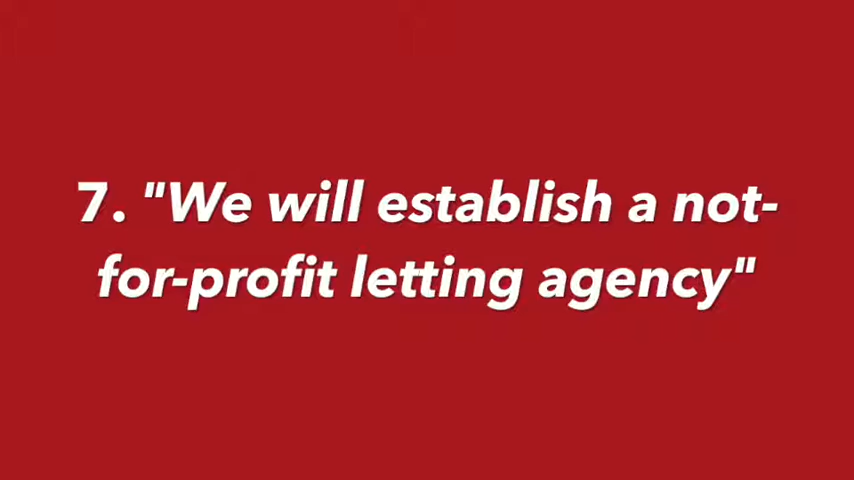 7. "We will establish a not-
for-profit letting agency"